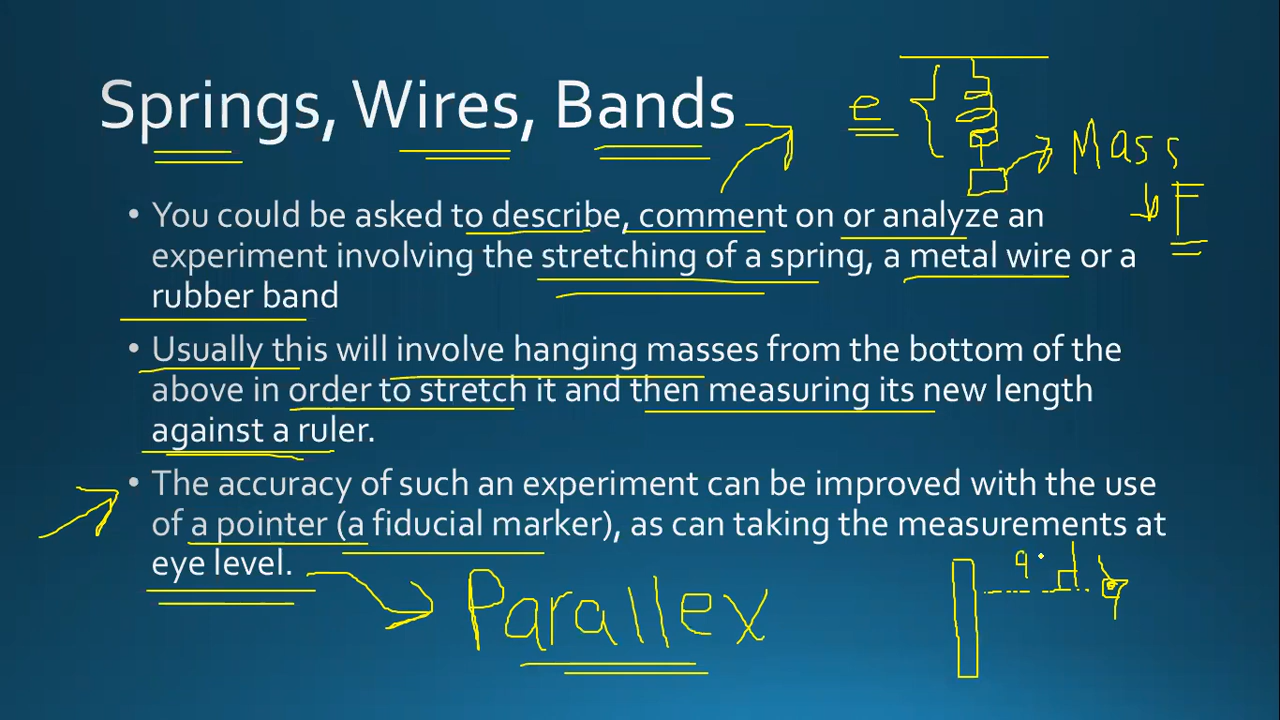 Springs, Wires, Bands
e
Mass
F
• You could be asked to describe, comment on or analyze an
experiment involving the stretching of a spring, a metal wire or a
rubber band
• Usually this will involve hanging masses from the bottom of the
above in order to stretch it and then measuring its new length
against a ruler.
• The accuracy of such an experiment can be improved with the use
of a pointer (a fiducial marker), as can taking the measurements at
eye level.
Parallex